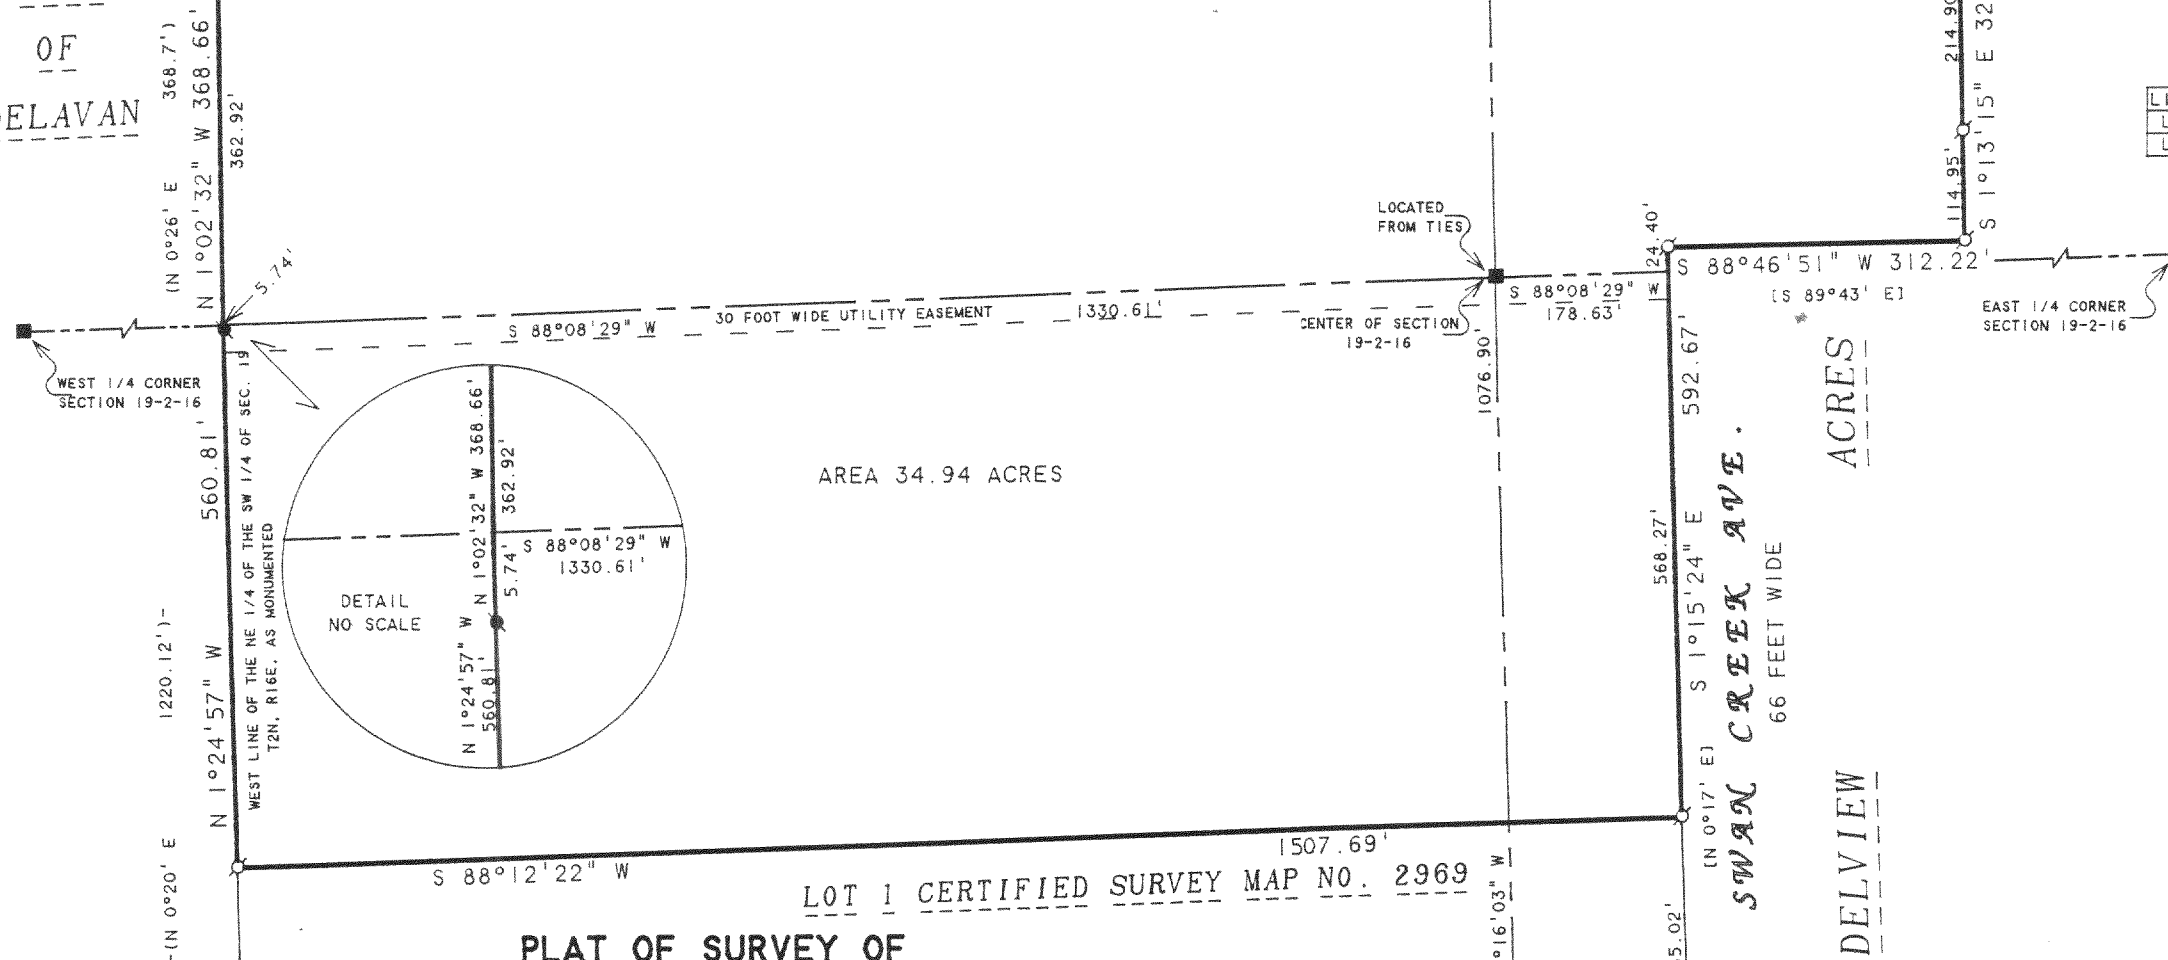 OF
ELAVAN
368.7')
(N 0°26' E
N 1°02'32" W 368.66'
362.92'
5.74'
WEST 1/4 CORNER
SECTION 19-2-16
S 88°08'29" W
30 FOOT WIDE UTILITY EASEMENT
1330.61'
LOCATED
FROM TIES
CENTER OF SECTION
19-2-16
S 88°08'29" W
178.63'
24.40'
214.90
114.95'
S 1°13'15" E 32
S 88°46'51" W 312.22'
[S 89°43' E]
EAST 1/4 CORNER
SECTION 19-2-16
560.81'
N 1°24'57" W
WEST LINE OF THE NE 1/4 OF THE SW 1/4 OF SEC. 19
T2N, R16E, AS MONUMENTED
1220.12')-
-(N 0°20' E
N 1°02'32" W 368.66'
362.92'
S 88°08'29" W
1330.61'
5.74'
DETAIL
NO SCALE
N 1°24'57" W
560.81'
AREA 34.94 ACRES
1076.90'
592.67'
568.27'
S 1°15'24" E
[N 0°17' E]
SWAN CREEK AVE.
66 FEET WIDE
ACRES
DELVIEW
S 88°12'22" W
1507.69'
LOT 1 CERTIFIED SURVEY MAP NO. 2969
°16'03" W
5.02'
PLAT OF SURVEY OF